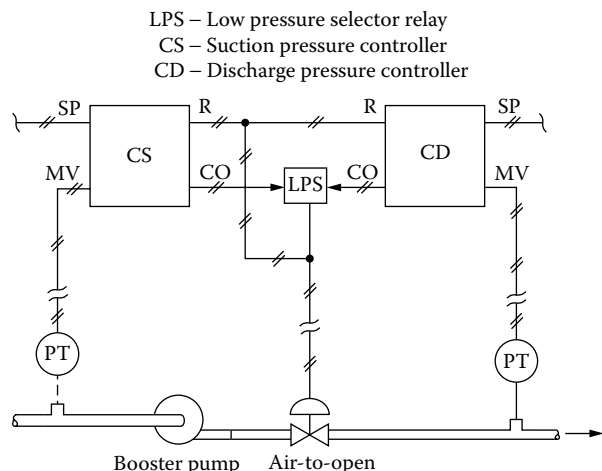 LPS – Low pressure selector relay
CS – Suction pressure controller
CD – Discharge pressure controller
SP
R
R
SP
CS
CD
MV
CO
LPS
CO
MV
PT
PT
Booster pump
Air-to-open